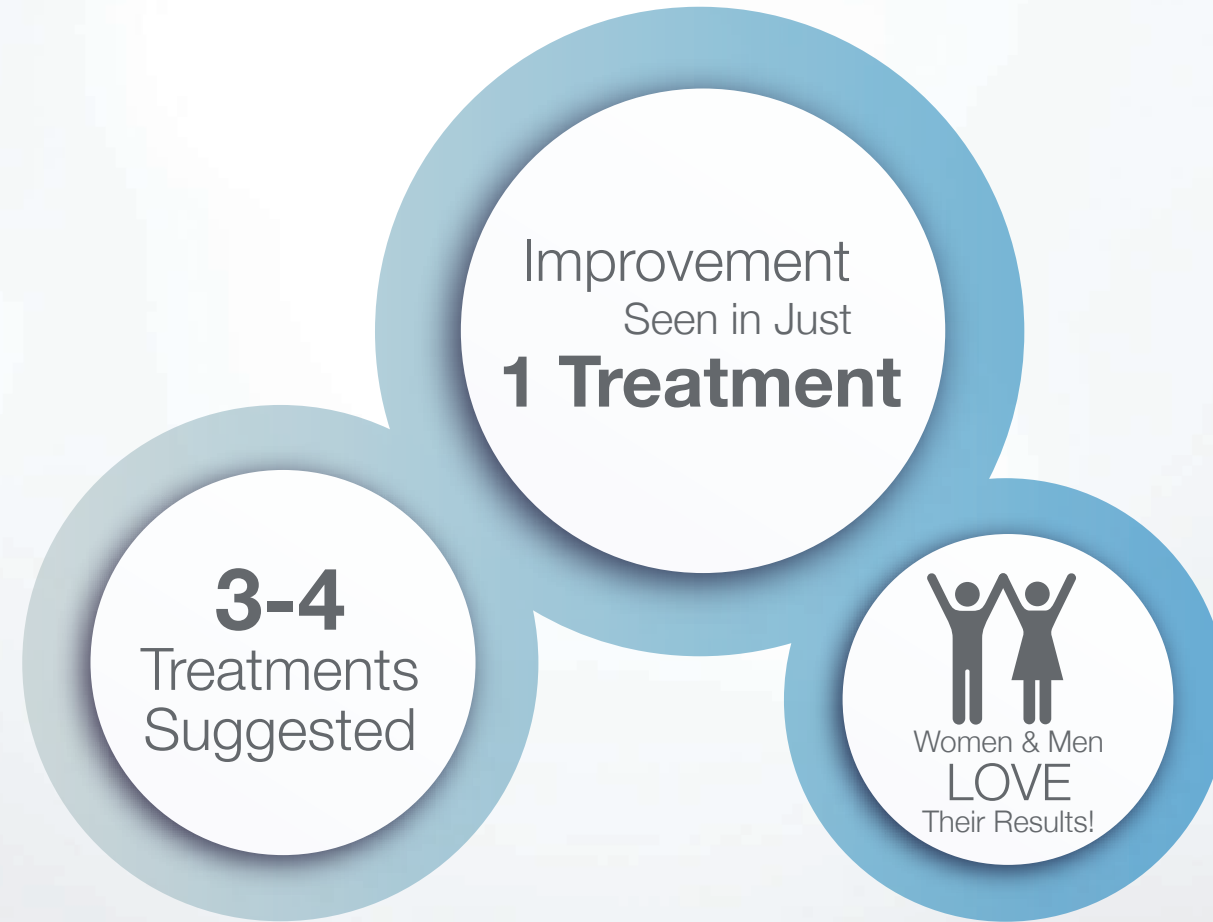 Improvement
Seen in Just
1 Treatment
3-4
Treatments
Suggested
Women & Men
LOVE
Their Results!